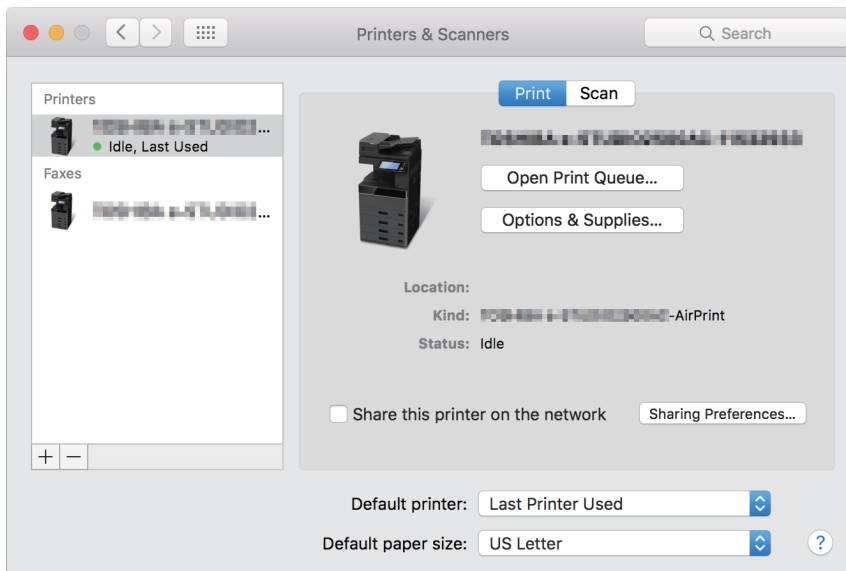 Printers & Scanners
Search
Printers
Idle, Last Used
Faxes
Print Scan
Open Print Queue...
Options & Supplies...
Location:
Kind: -AirPrint
Status: Idle
Share this printer on the network
Sharing Preferences...
+ −
Default printer: Last Printer Used
Default paper size: US Letter
?